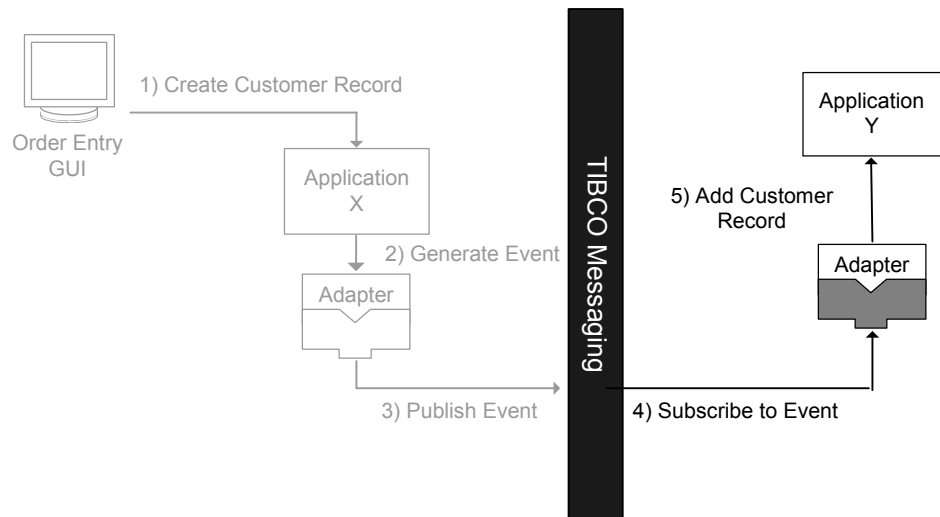 1) Create Customer Record
Order Entry
GUI
Application
X
2) Generate Event
Adapter
3) Publish Event
TIBCO Messaging
4) Subscribe to Event
Adapter
5) Add Customer
Record
Application
Y